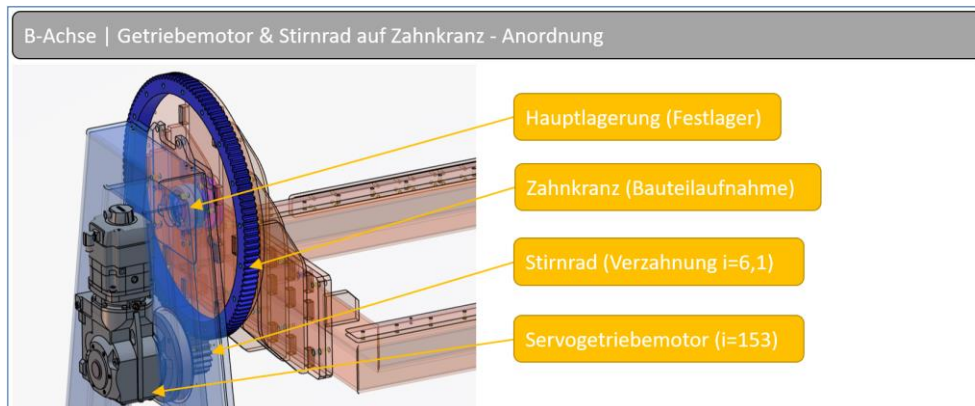 B-Achse | Getriebemotor & Stirnrad auf Zahnkranz - Anordnung
Hauptlagerung (Festlager)
Zahnkranz (Bauteilaufnahme)
Stirnrad (Verzahnung i=6,1)
Servogetriebemotor (i=153)